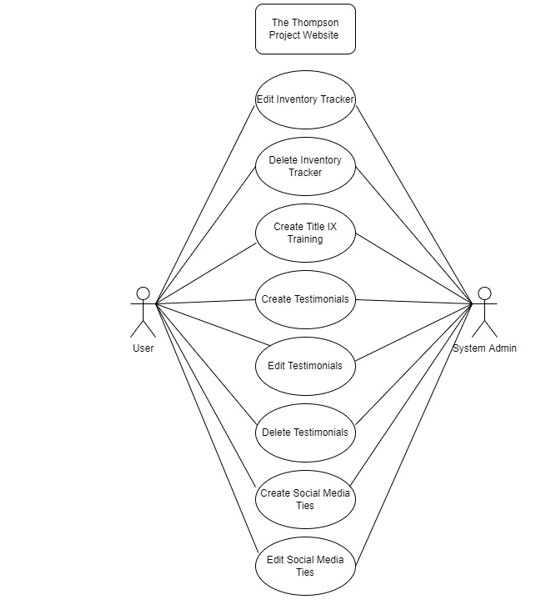 The Thompson
Project Website
Edit Inventory Tracker
Delete Inventory
Tracker
Create Title IX
Training
Create Testimonials
User
System Admin
Edit Testimonials
Delete Testimonials
Create Social Media
Ties
Edit Social Media
Ties